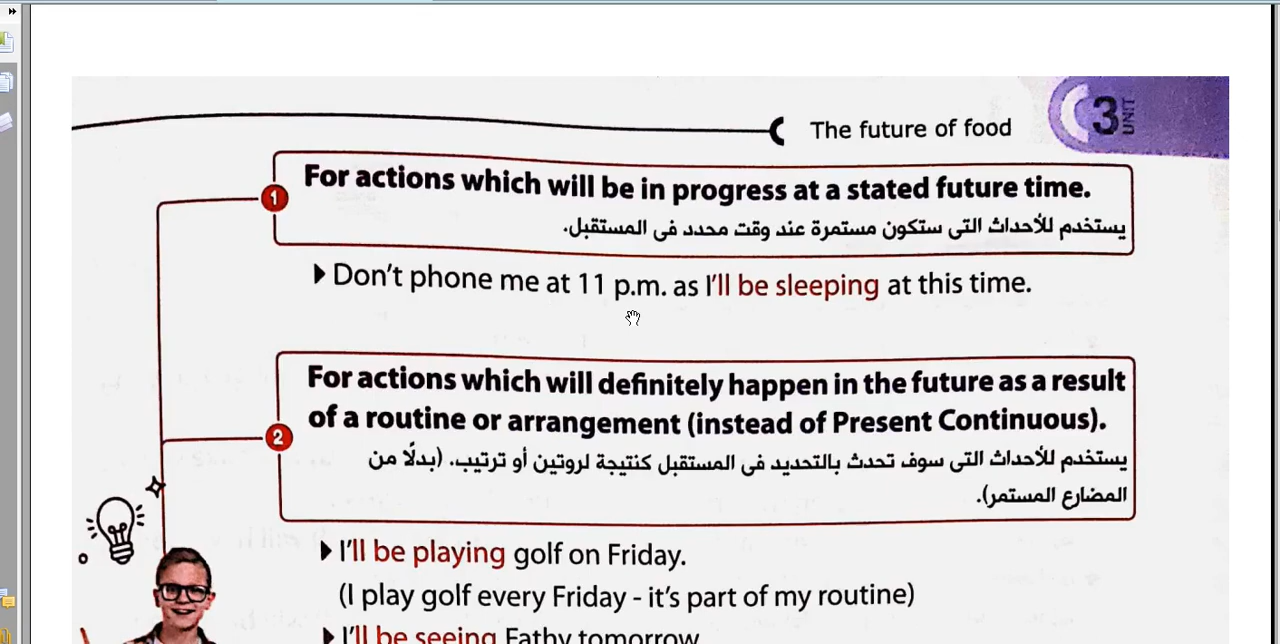 The future of food
3
UNIT
1
For actions which will be in progress at a stated future time.
يستخدم للأحداث التى ستكون مستمرة عند وقت محدد فى المستقبل.
Don't phone me at 11 p.m. as I'll be sleeping at this time.
2
For actions which will definitely happen in the future as a result
of a routine or arrangement (instead of Present Continuous).
يستخدم للأحداث التى سوف تحدث بالتحديد فى المستقبل كنتيجة لروتين أو ترتيب. (بدلًا من
المضارع المستمر).
I'll be playing golf on Friday.
(I play golf every Friday - it's part of my routine)
I'll be seeing Fathy tomorrow